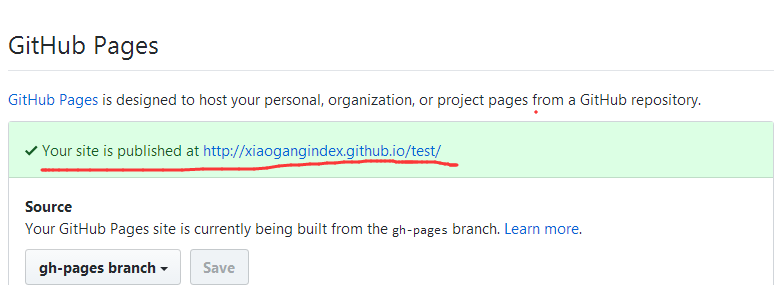 GitHub Pages
GitHub Pages is designed to host your personal, organization, or project pages from a GitHub repository.
Your site is published at http://xiaogangindex.github.io/test/
Source
Your GitHub Pages site is currently being built from the gh-pages branch. Learn more.
gh-pages branch Save